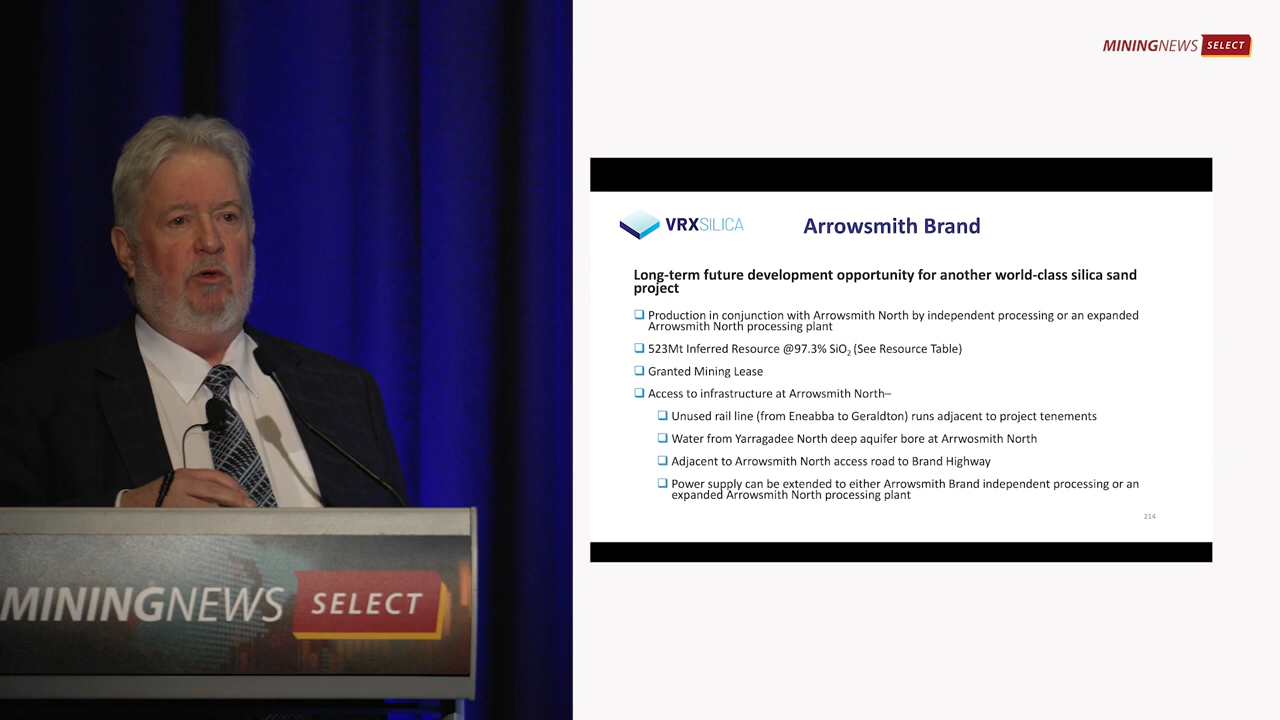 MININGNEWS SELECT
VRXSILICA
Arrowsmith Brand
Long-term future development opportunity for another world-class silica sand
project
Production in conjunction with Arrowsmith North by independent processing or an expanded
Arrowsmith North processing plant
523Mt Inferred Resource @97.3% SiO₂ (See Resource Table)
Granted Mining Lease
Access to infrastructure at Arrowsmith North–
Unused rail line (from Eneabba to Geraldton) runs adjacent to project tenements
Water from Yarragadee North deep aquifer bore at Arrwosmith North
Adjacent to Arrowsmith North access road to Brand Highway
Power supply can be extended to either Arrowsmith Brand independent processing or an
expanded Arrowsmith North processing plant
214
MININGNEWS SELECT